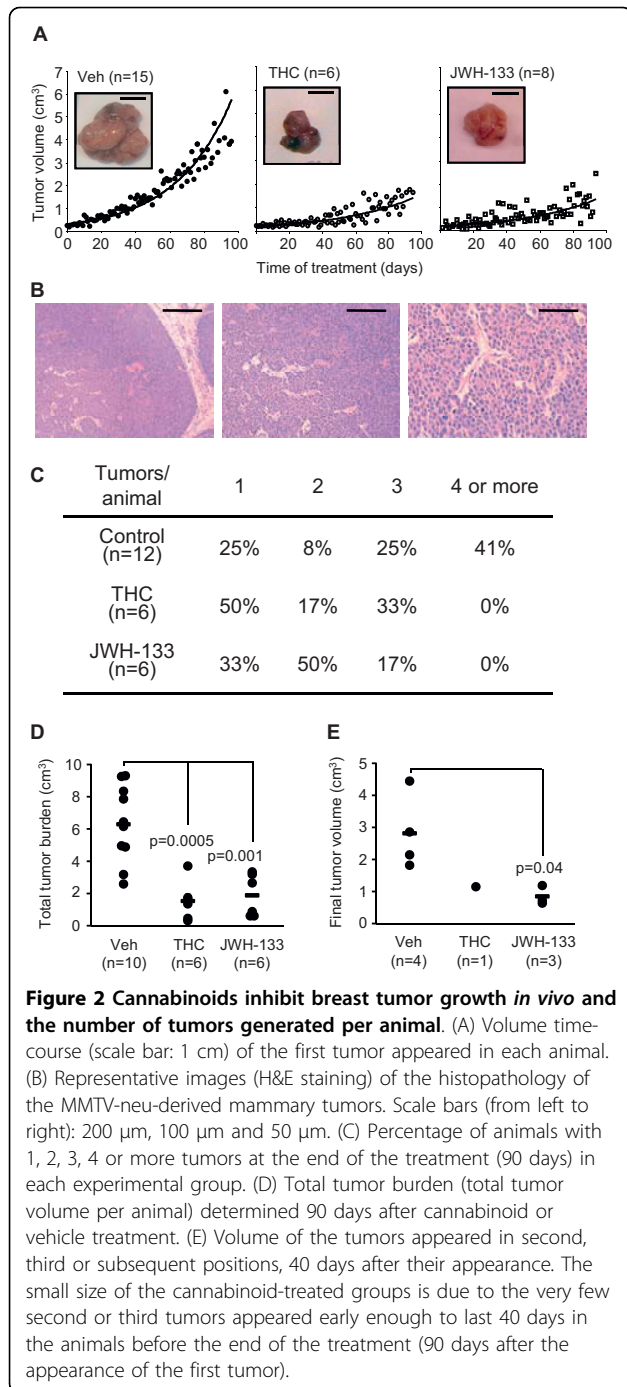 A
Veh (n=15)
THC (n=6)
JWH-133 (n=8)
Tumor volume (cm³)
7
6
5
4
3
2
1
0
0 20 40 60 80 100
20 40 60 80 100
20 40 60 80 100
Time of treatment (days)
B
C
Tumors/ animal 1 2 3 4 or more
Control (n=12) 25% 8% 25% 41%
THC (n=6) 50% 17% 33% 0%
JWH-133 (n=6) 33% 50% 17% 0%
D
Total tumor burden (cm³)
10
8
6
4
2
0
p=0.0005
p=0.001
Veh THC JWH-133
(n=10) (n=6) (n=6)
E
Final tumor volume (cm³)
5
4
3
2
1
0
p=0.04
Veh THC JWH-133
(n=4) (n=1) (n=3)
Figure 2 Cannabinoids inhibit breast tumor growth in vivo and
the number of tumors generated per animal. (A) Volume time-
course (scale bar: 1 cm) of the first tumor appeared in each animal.
(B) Representative images (H&E staining) of the histopathology of
the MMTV-neu-derived mammary tumors. Scale bars (from left to
right): 200 μm, 100 μm and 50 μm. (C) Percentage of animals with
1, 2, 3, 4 or more tumors at the end of the treatment (90 days) in
each experimental group. (D) Total tumor burden (total tumor
volume per animal) determined 90 days after cannabinoid or
vehicle treatment. (E) Volume of the tumors appeared in second,
third or subsequent positions, 40 days after their appearance. The
small size of the cannabinoid-treated groups is due to the very few
second or third tumors appeared early enough to last 40 days in
the animals before the end of the treatment (90 days after the
appearance of the first tumor).